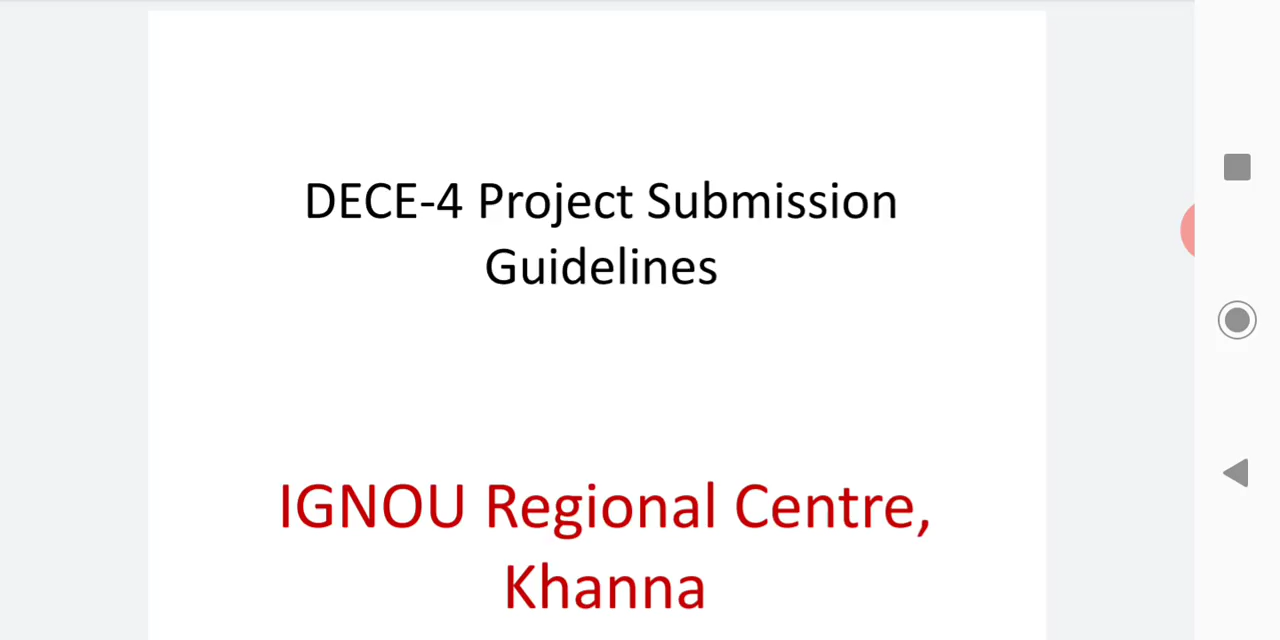 DECE-4 Project Submission
Guidelines
IGNOU Regional Centre,
Khanna